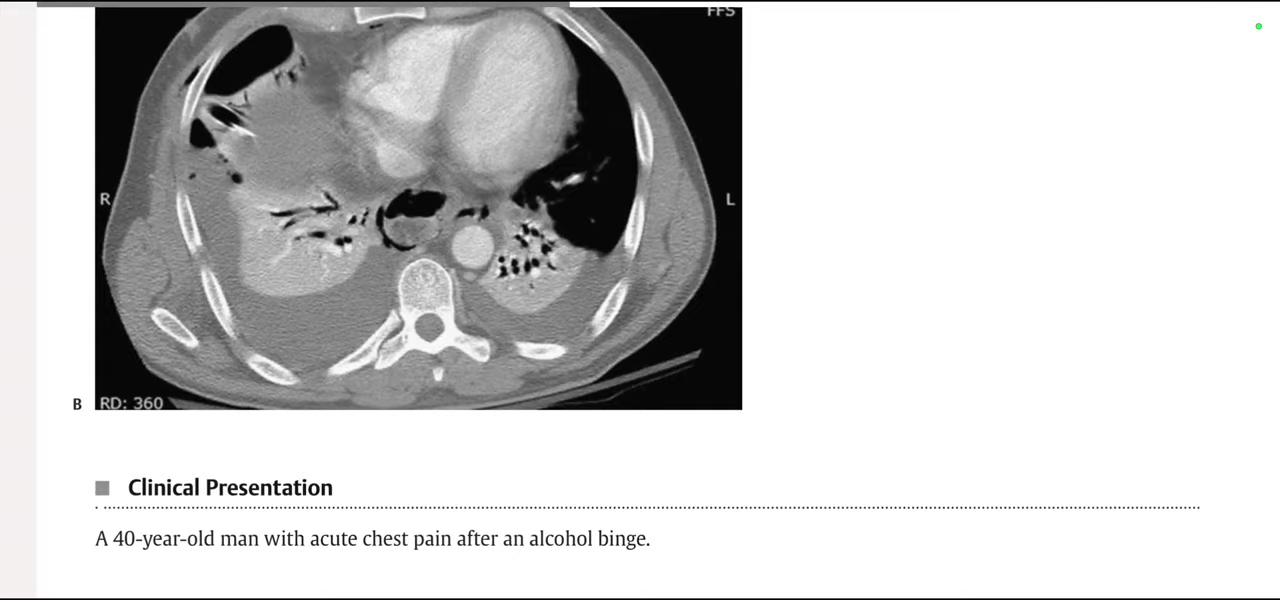 FFS
R
L
B
RD: 360
Clinical Presentation
A 40-year-old man with acute chest pain after an alcohol binge.